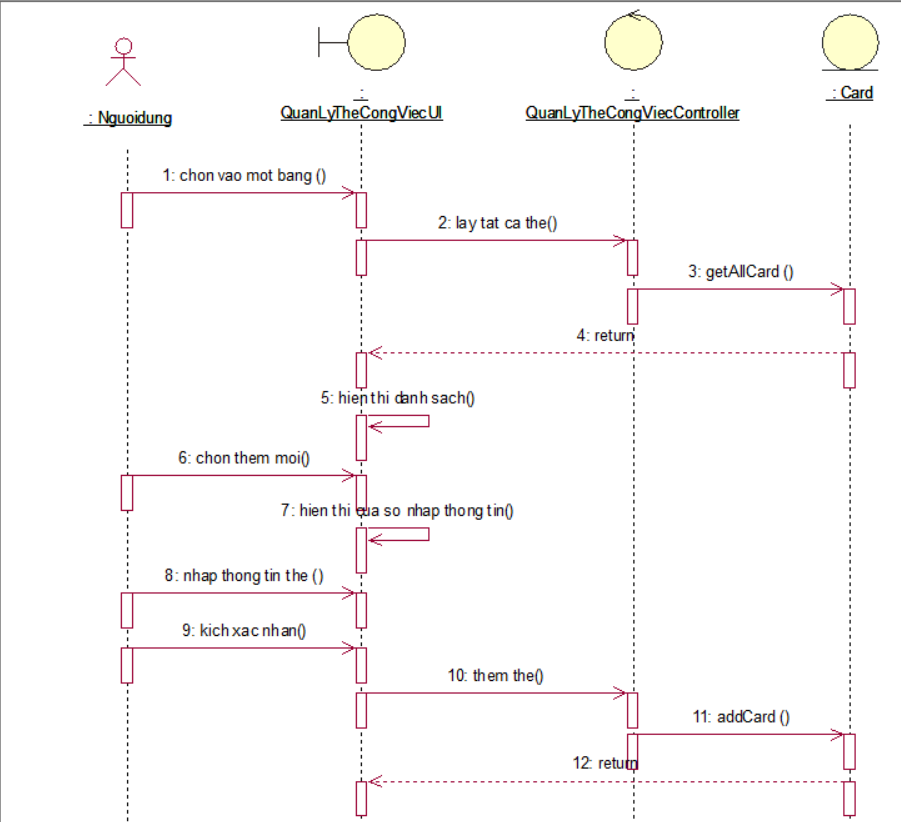 : Nguoidung
:
QuanLyTheCongViecUI
:
QuanLyTheCongViecController
: Card
1: chon vao mot bang ()
2: lay tat ca the()
3: getAllCard ()
4: return
5: hien thi danh sach()
6: chon them moi()
7: hien thi cua so nhap thong tin()
8: nhap thong tin the ()
9: kich xac nhan()
10: them the()
11: addCard ()
12: return